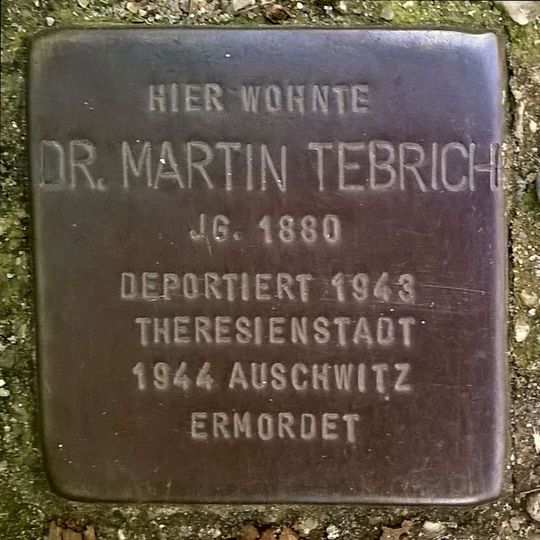 HIER WOHNTE
DR. MARTIN TEBRICH
JG. 1880
DEPORTIERT 1943
THERESIENSTADT
1944 AUSCHWITZ
ERMORDET